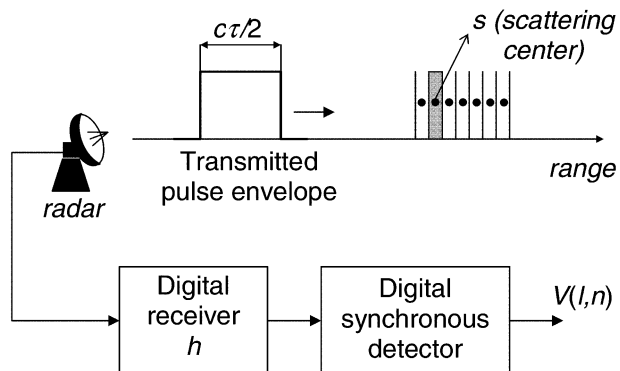 cτ/2
s (scattering
center)
Transmitted
pulse envelope
range
radar
Digital
receiver
h
Digital
synchronous
detector
V(l,n)